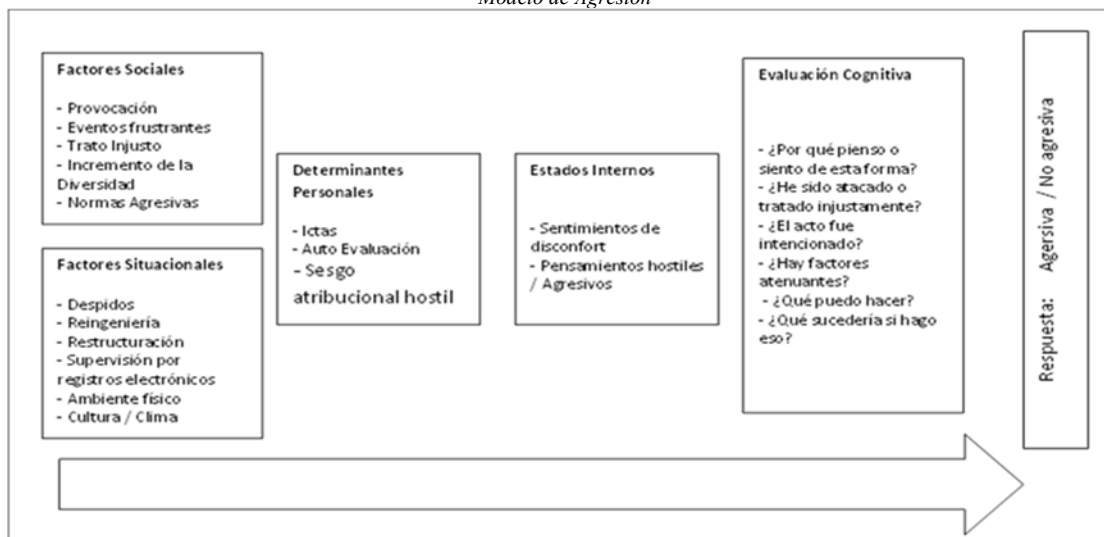 Modelo de Agresión
Factores Sociales
- Provocación
- Eventos frustrantes
- Trato Injusto
- Incremento de la
Diversidad
- Normas Agresivas
Factores Situacionales
- Despidos
- Reingeniería
- Restructuración
- Supervisión por
registros electrónicos
- Ambiente físico
- Cultura / Clima
Determinantes
Personales
- Ictas
- Auto Evaluación
- Sesgo
atribucional hostil
Estados Internos
- Sentimientos de
disconfort
- Pensamientos hostiles
/ Agresivos
Evaluación Cognitiva
- ¿Por qué pienso o
siento de esta forma?
- ¿He sido atacado o
tratado injustamente?
- ¿El acto fue
intencionado?
- ¿Hay factores
atenuantes?
- ¿Qué puedo hacer?
- ¿Qué sucedería si hago
eso?
Respuesta: Agersiva / No agresiva